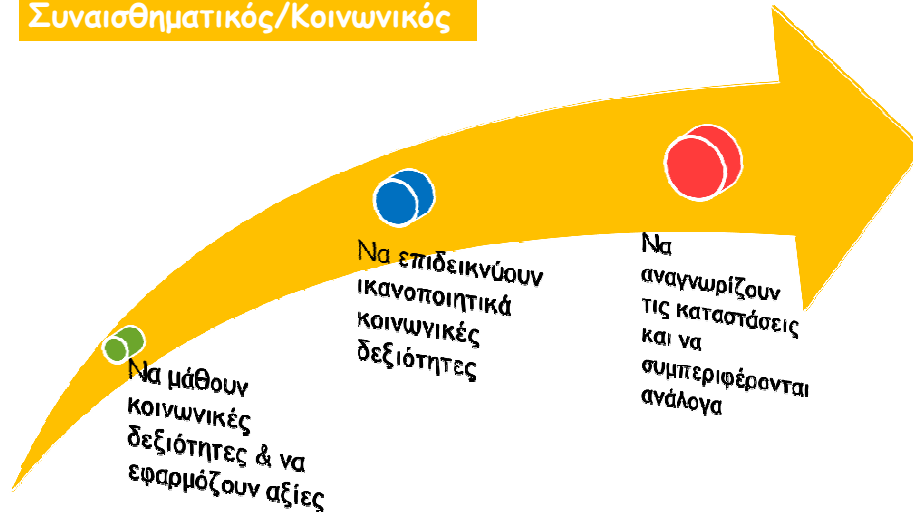 Συναισθηματικός/Κοινωνικός
Να μάθουν
κοινωνικές
δεξιότητες & να
εφαρμόζουν αξίες
Να επιδεικνύουν
ικανοποιητικά
κοινωνικές
δεξιότητες
Να
αναγνωρίζουν
τις καταστάσεις
και να
συμπεριφέρονται
ανάλογα